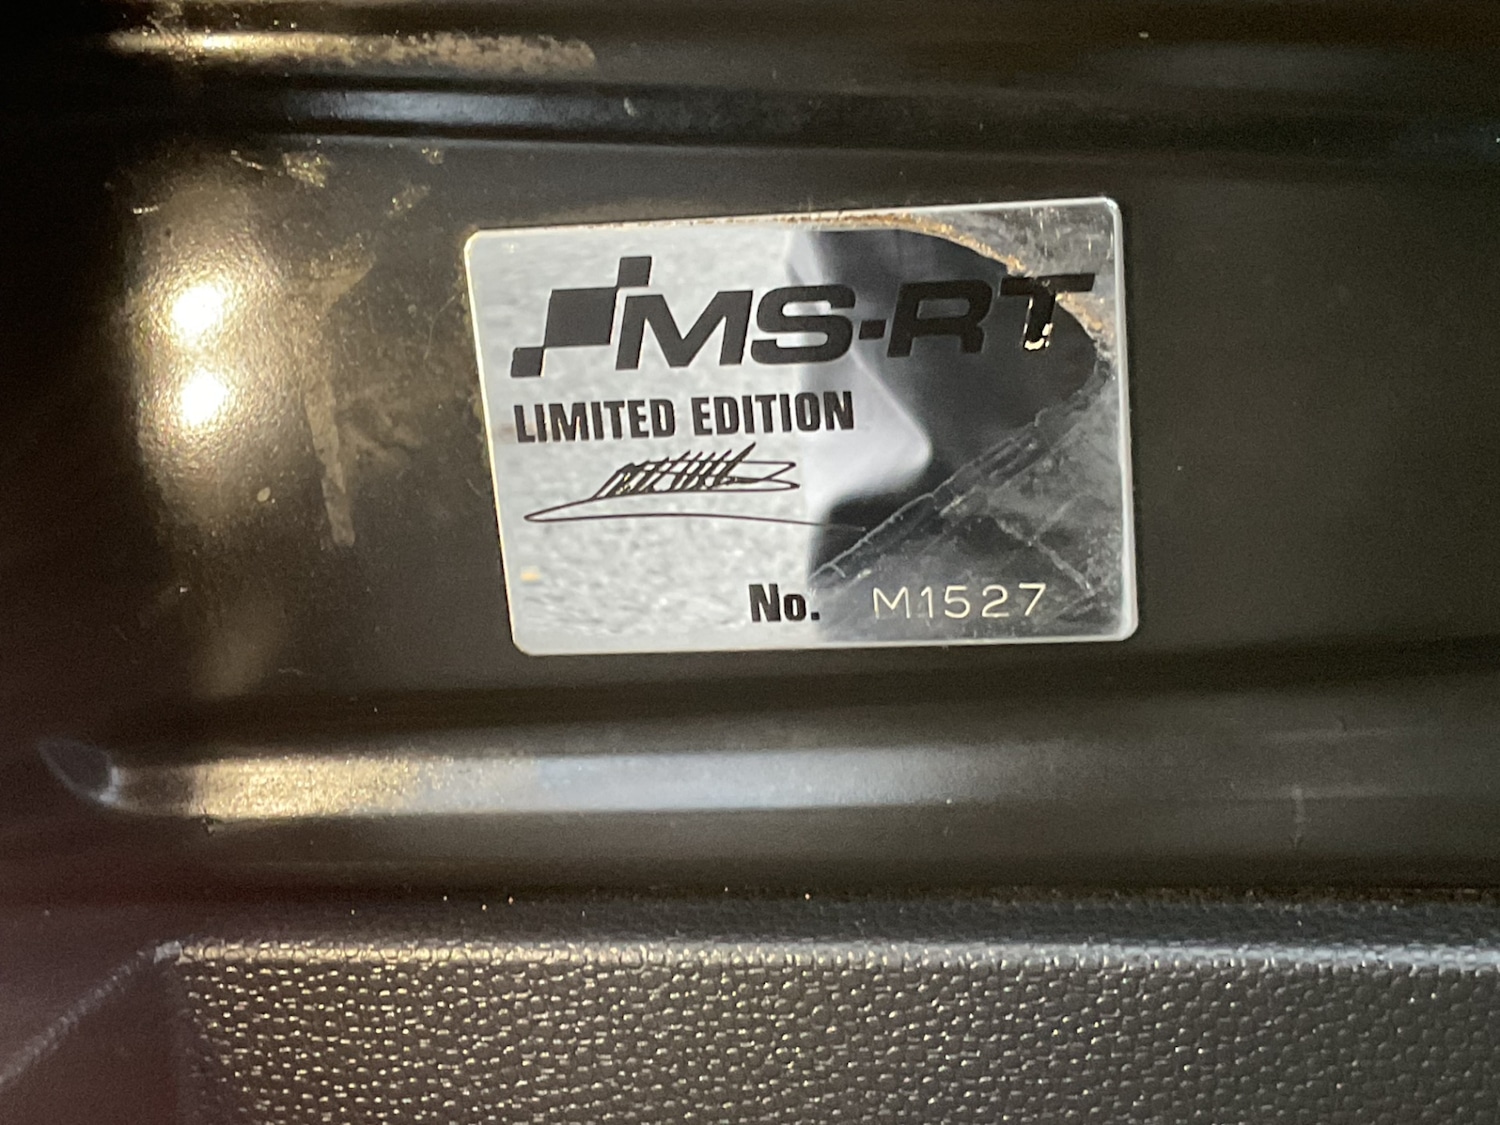 MS-RT
LIMITED EDITION
No. M1527